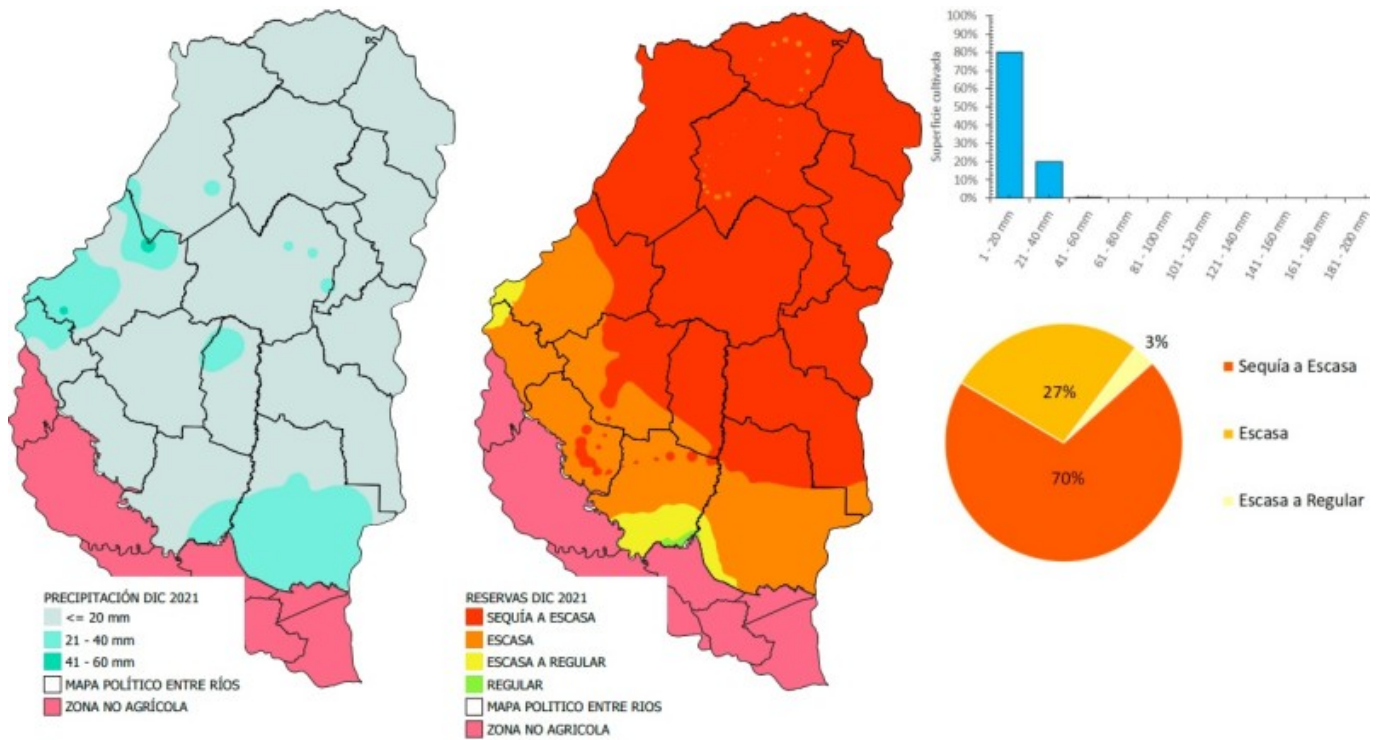 PRECIPITACIÓN DIC 2021
<= 20 mm
21 - 40 mm
41 - 60 mm
MAPA POLÍTICO ENTRE RÍOS
ZONA NO AGRÍCOLA
RESERVAS DIC 2021
SEQUÍA A ESCASA
ESCASA
ESCASA A REGULAR
REGULAR
MAPA POLITICO ENTRE RIOS
ZONA NO AGRICOLA
Superficie cultivada
100%
90%
80%
70%
60%
50%
40%
30%
20%
10%
0%
1 - 20 mm
21 - 40 mm
41 - 60 mm
61 - 80 mm
81 - 100 mm
101 - 120 mm
121 - 140 mm
141 - 160 mm
161 - 180 mm
181 - 200 mm
3%
27%
70%
Sequía a Escasa
Escasa
Escasa a Regular